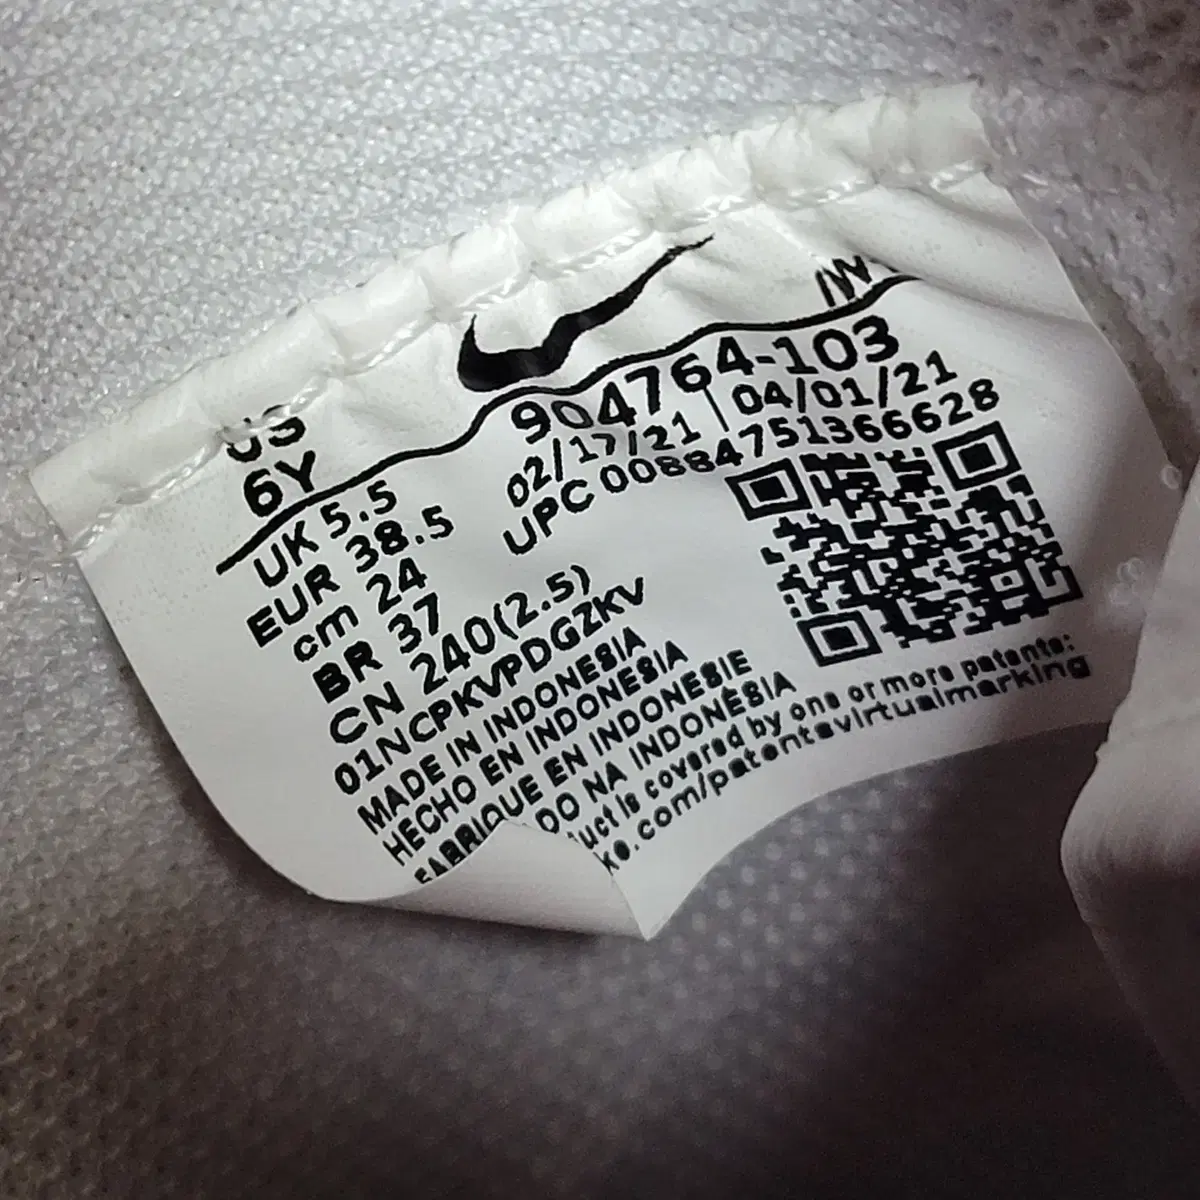 US
6Y
UK 5.5
EUR 38.5
cm 24
BR 37
CN 240(2.5)
904764-103
02/17/21 | 04/01/21
UPC 00884751366628
01NCPKVPDGZKV
MADE IN INDONESIA
HECHO EN INDONESIA
FABRIQUE EN INDONESIE
DO NA INDONÈSIA
uct is covered by one or more patents:
ke.com/patentsvirtualmarking